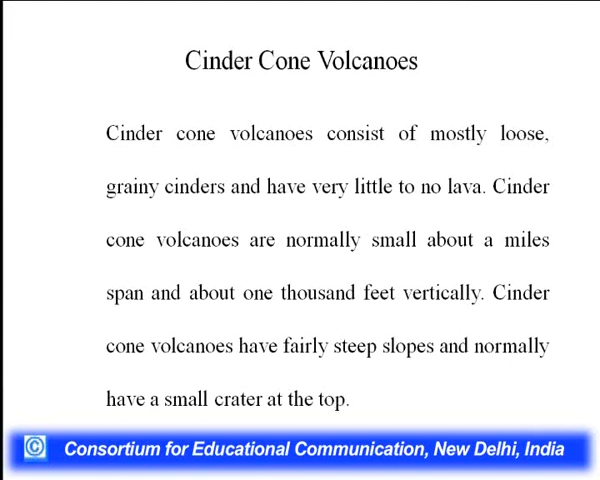 Cinder Cone Volcanoes
Cinder cone volcanoes consist of mostly loose,
grainy cinders and have very little to no lava. Cinder
cone volcanoes are normally small about a miles
span and about one thousand feet vertically. Cinder
cone volcanoes have fairly steep slopes and normally
have a small crater at the top.
© Consortium for Educational Communication, New Delhi, India